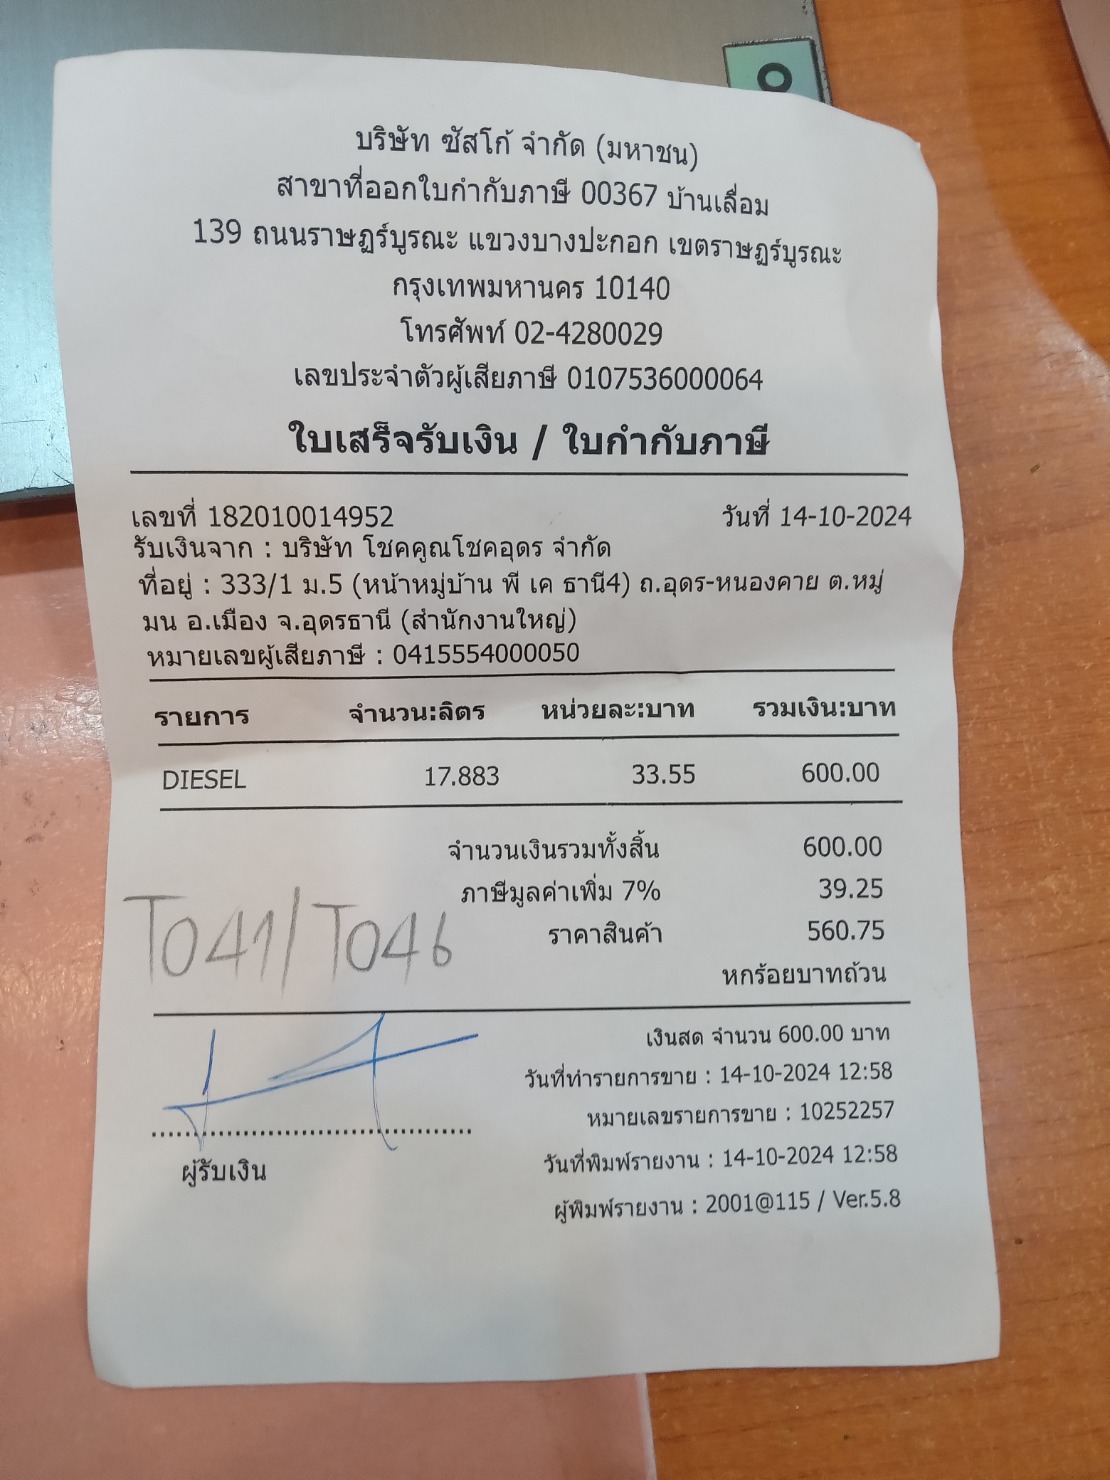 บริษัท ซัสโก้ จำกัด (มหาชน)
สาขาที่ออกใบกำกับภาษี 00367 บ้านเลื่อม
139 ถนนราษฎร์บูรณะ แขวงบางปะกอก เขตราษฎร์บูรณะ
กรุงเทพมหานคร 10140
โทรศัพท์ 02-4280029
เลขประจำตัวผู้เสียภาษี 0107536000064
ใบเสร็จรับเงิน / ใบกำกับภาษี
เลขที่ 182010014952 วันที่ 14-10-2024
รับเงินจาก : บริษัท โชคคูณโชคอุดร จำกัด
ที่อยู่ : 333/1 ม.5 (หน้าหมู่บ้าน พี เค ธานี4) ถ.อุดร-หนองคาย ต.หมู่
มน อ.เมือง จ.อุดรธานี (สำนักงานใหญ่)
หมายเลขผู้เสียภาษี : 0415554000050
รายการ จำนวน:ลิตร หน่วยละ:บาท รวมเงิน:บาท
DIESEL 17.883 33.55 600.00
จำนวนเงินรวมทั้งสิ้น 600.00
ภาษีมูลค่าเพิ่ม 7% 39.25
T041/T046
ราคาสินค้า 560.75
หกร้อยบาทถ้วน
เงินสด จำนวน 600.00 บาท
วันที่ทำรายการขาย : 14-10-2024 12:58
หมายเลขรายการขาย : 10252257
วันที่พิมพ์รายงาน : 14-10-2024 12:58
ผู้รับเงิน
ผู้พิมพ์รายงาน : 2001@115 / Ver.5.8